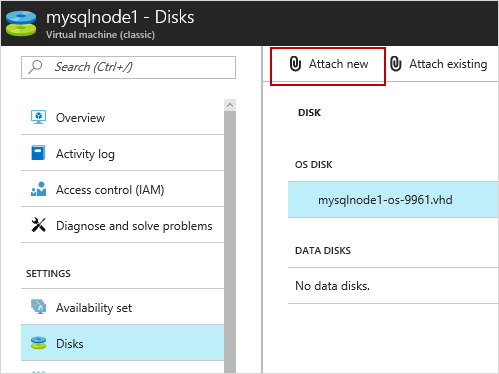 mysqlnode1 - Disks
Virtual machine (classic)
Search (Ctrl+/)
Overview
Activity log
Access control (IAM)
Diagnose and solve problems
SETTINGS
Availability set
Disks
Attach new
Attach existing
DISK
OS DISK
mysqlnode1-os-9961.vhd
DATA DISKS
No data disks.